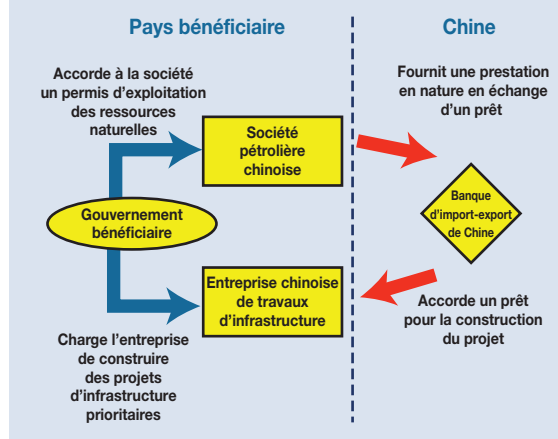 Pays bénéficiaire
Chine
Accorde à la société
un permis d'exploitation
des ressources
naturelles
Fournit une prestation
en nature en échange
d'un prêt
Société
pétrolière
chinoise
Gouvernement
bénéficiaire
Banque
d'import-export
de Chine
Entreprise chinoise
de travaux
d'infrastructure
Charge l'entreprise
de construire
des projets
d'infrastructure
prioritaires
Accorde un prêt
pour la construction
du projet